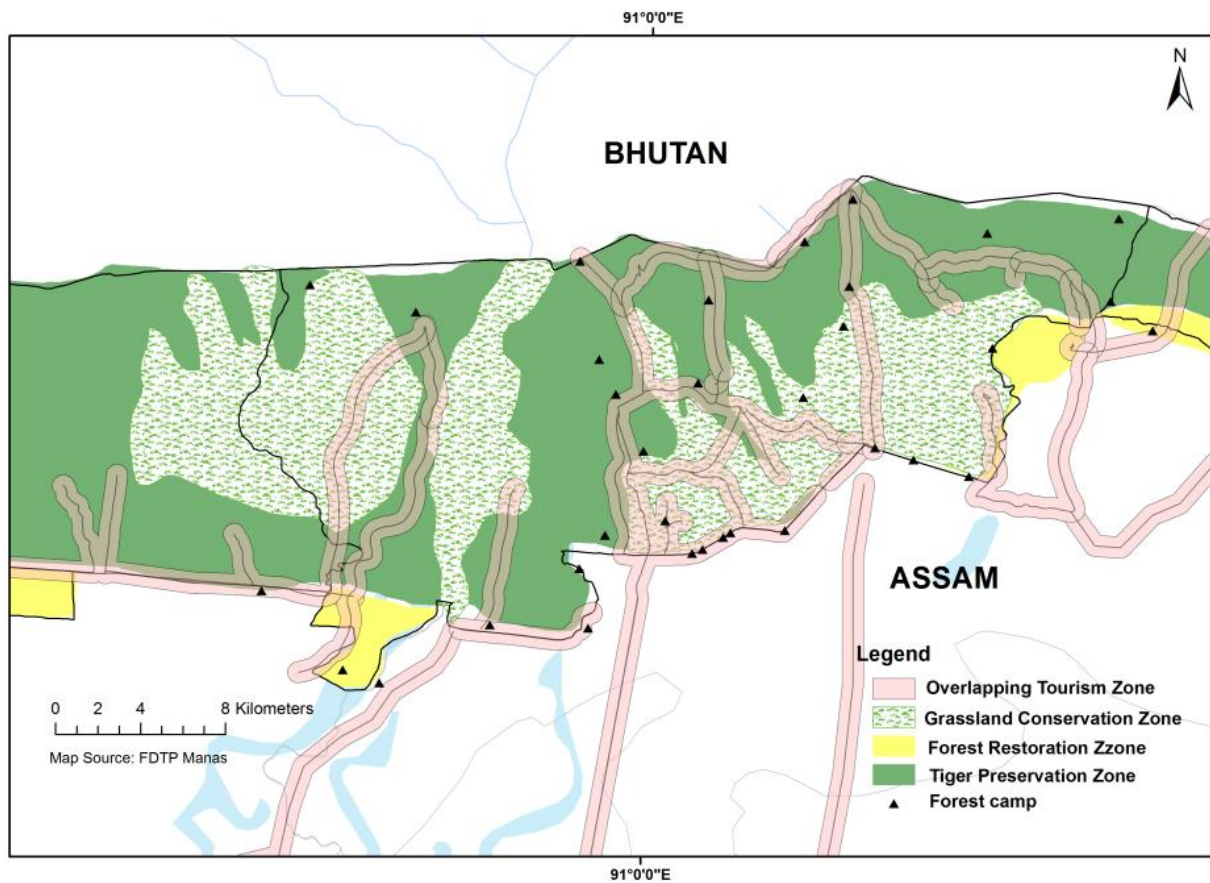 91°0'0"E
N
BHUTAN
ASSAM
Legend
Overlapping Tourism Zone
Grassland Conservation Zone
Forest Restoration Zzone
Tiger Preservation Zone
Forest camp
0 2 4 8 Kilometers
Map Source: FDTP Manas
91°0'0"E